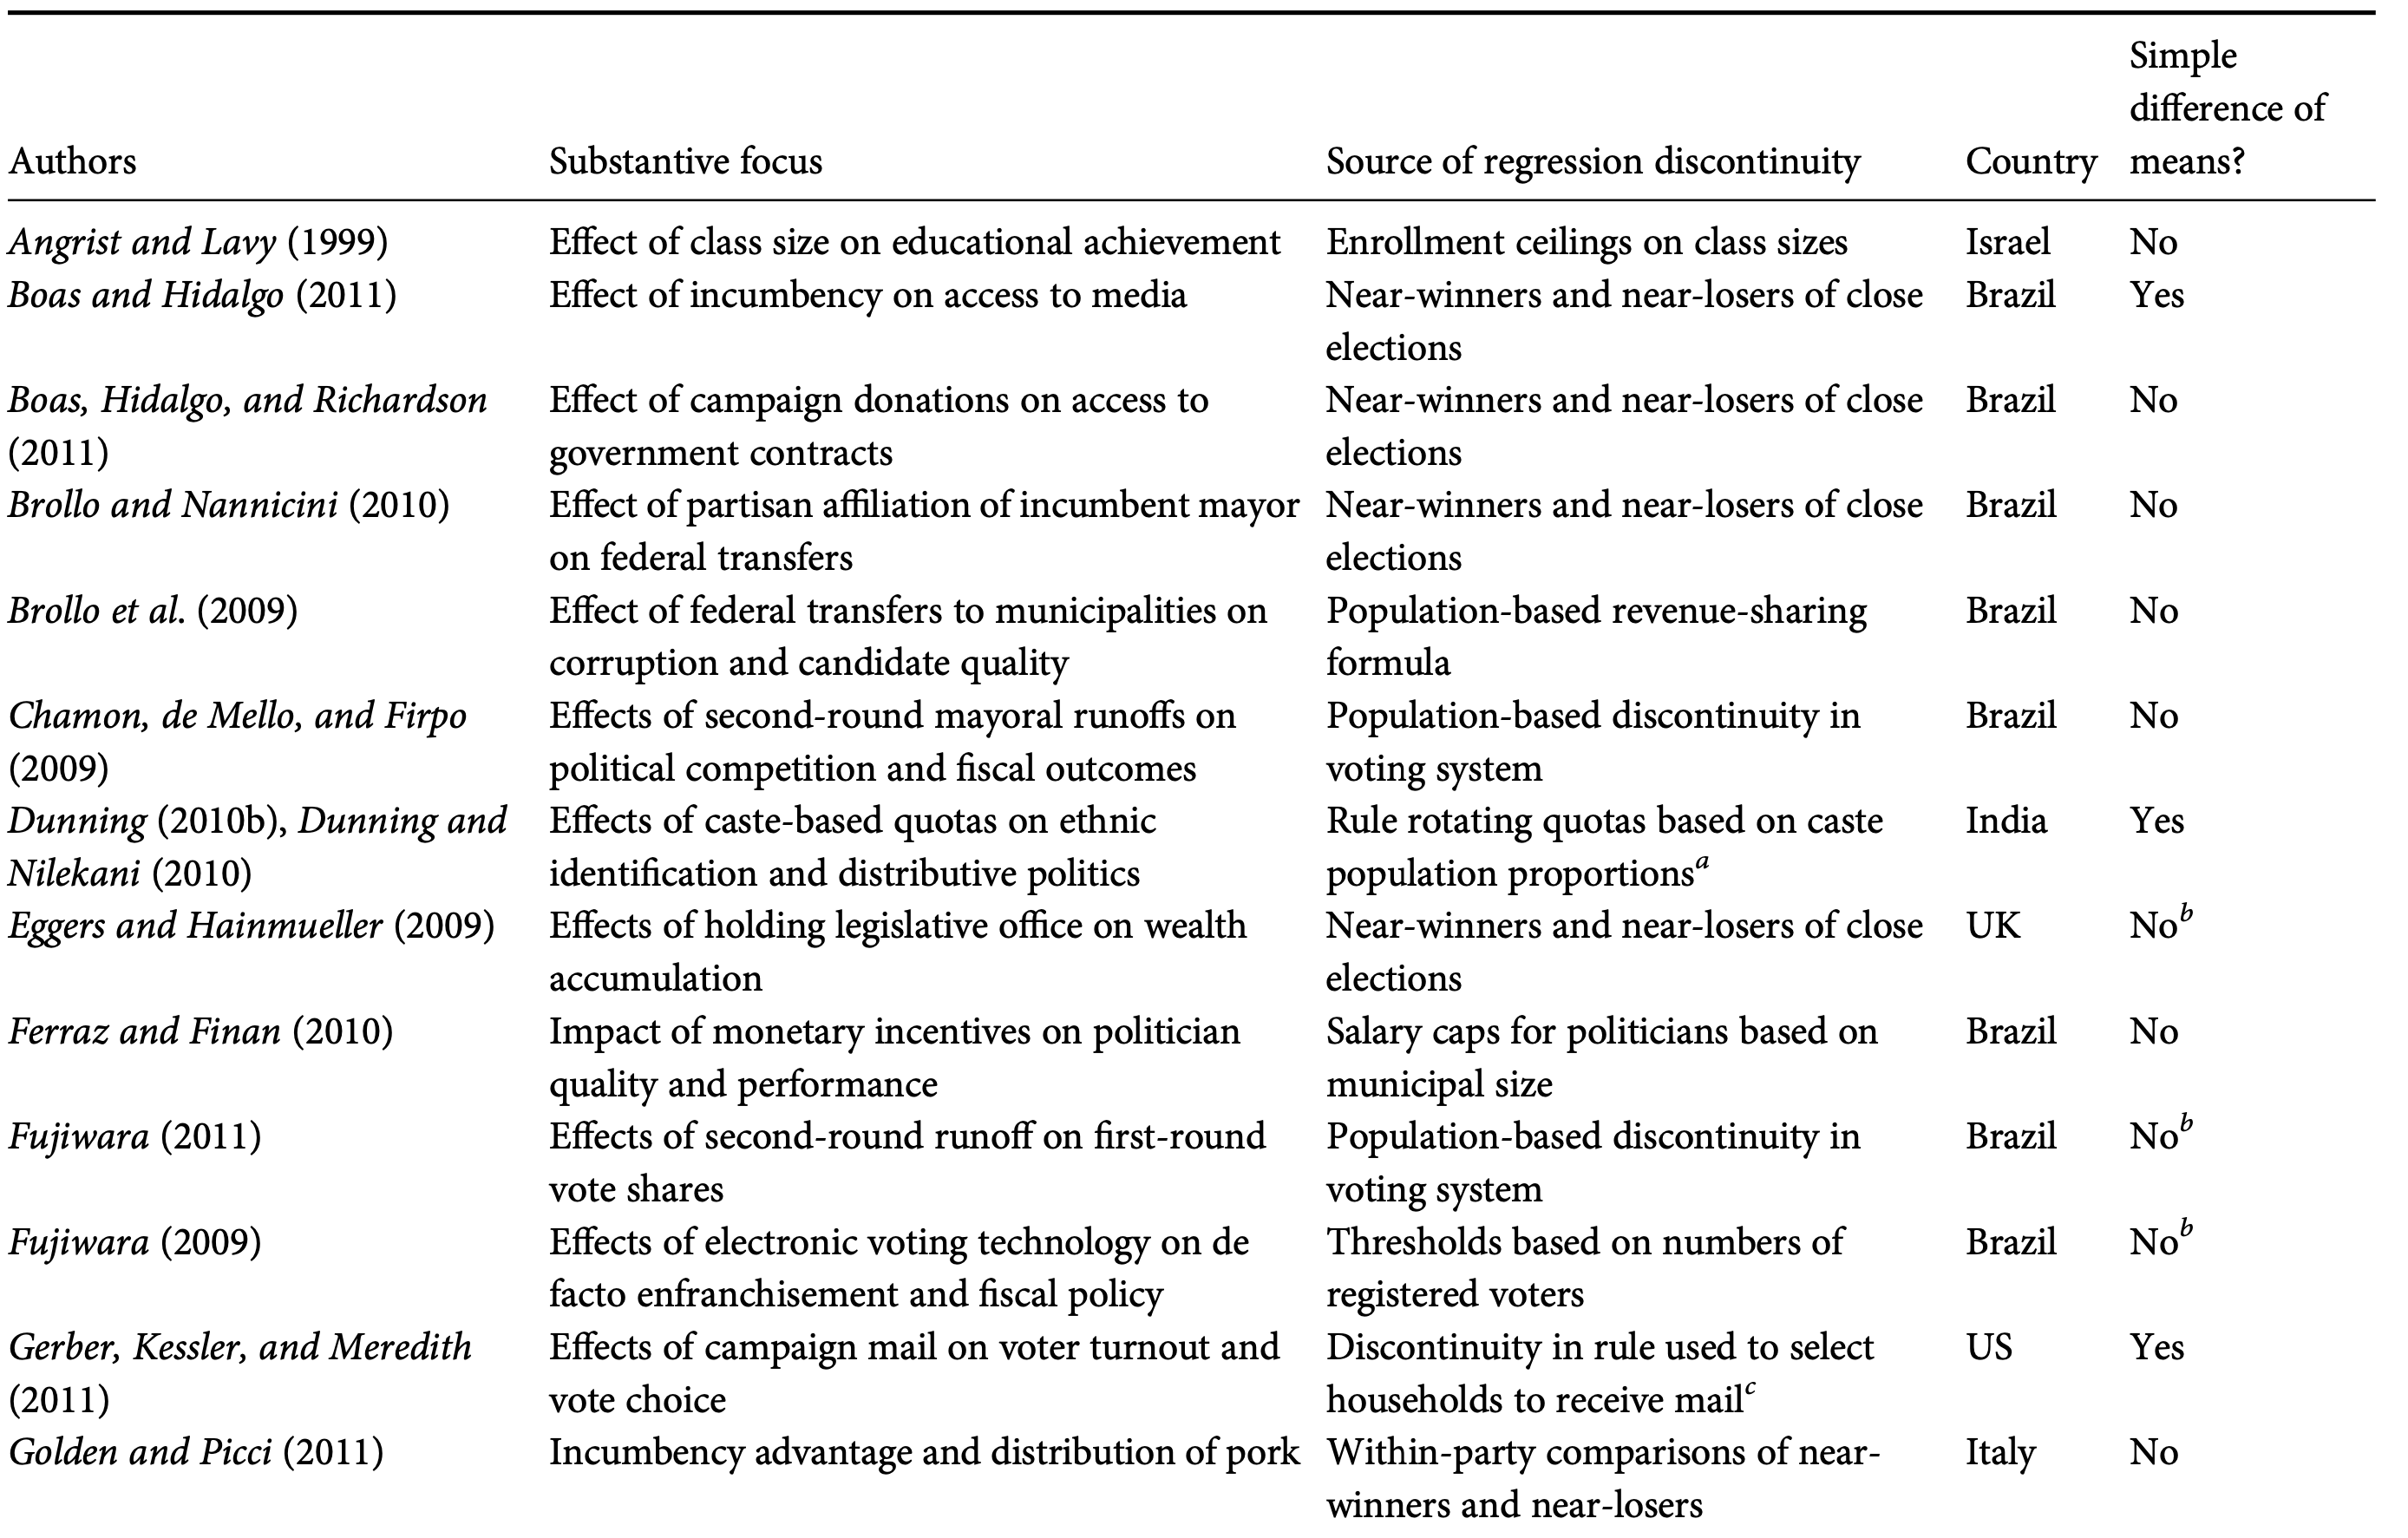 Simple
difference of
Authors Substantive focus Source of regression discontinuity Country means?
Angrist and Lavy (1999) Effect of class size on educational achievement Enrollment ceilings on class sizes Israel No
Boas and Hidalgo (2011) Effect of incumbency on access to media Near-winners and near-losers of close Brazil Yes
elections
Boas, Hidalgo, and Richardson Effect of campaign donations on access to Near-winners and near-losers of close Brazil No
(2011) government contracts elections
Brollo and Nannicini (2010) Effect of partisan affiliation of incumbent mayor Near-winners and near-losers of close Brazil No
on federal transfers elections
Brollo et al. (2009) Effect of federal transfers to municipalities on Population-based revenue-sharing Brazil No
corruption and candidate quality formula
Chamon, de Mello, and Firpo Effects of second-round mayoral runoffs on Population-based discontinuity in Brazil No
(2009) political competition and fiscal outcomes voting system
Dunning (2010b), Dunning and Effects of caste-based quotas on ethnic Rule rotating quotas based on caste India Yes
Nilekani (2010) identification and distributive politics population proportionsᵃ
Eggers and Hainmueller (2009) Effects of holding legislative office on wealth Near-winners and near-losers of close UK Noᵇ
accumulation elections
Ferraz and Finan (2010) Impact of monetary incentives on politician Salary caps for politicians based on Brazil No
quality and performance municipal size
Fujiwara (2011) Effects of second-round runoff on first-round Population-based discontinuity in Brazil Noᵇ
vote shares voting system
Fujiwara (2009) Effects of electronic voting technology on de Thresholds based on numbers of Brazil Noᵇ
facto enfranchisement and fiscal policy registered voters
Gerber, Kessler, and Meredith Effects of campaign mail on voter turnout and Discontinuity in rule used to select US Yes
(2011) vote choice households to receive mailᶜ
Golden and Picci (2011) Incumbency advantage and distribution of pork Within-party comparisons of near- Italy No
winners and near-losers